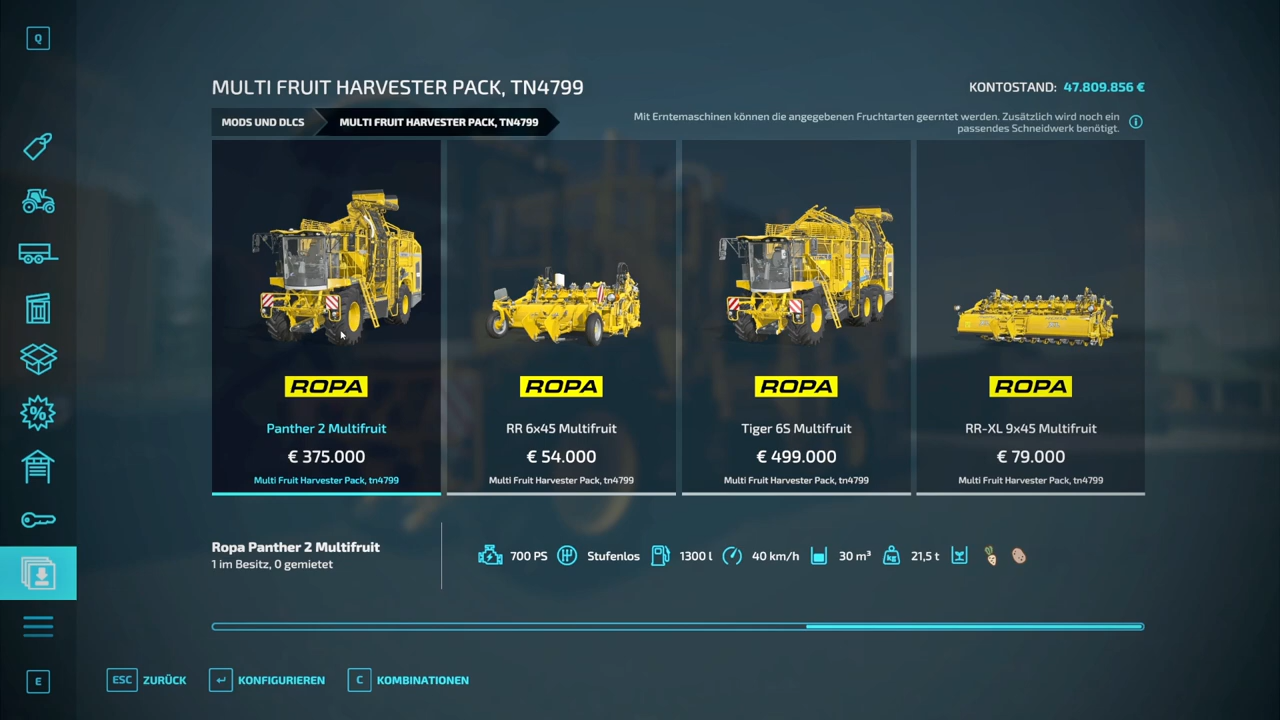 Q
MULTI FRUIT HARVESTER PACK, TN4799
KONTOSTAND: 47.809.856 €
MODS UND DLCS
MULTI FRUIT HARVESTER PACK, TN4799
Mit Erntemaschinen können die angegebenen Fruchtarten geerntet werden. Zusätzlich wird noch ein
passendes Schneidwerk benötigt.
ROPA
Panther 2 Multifruit
€ 375.000
Multi Fruit Harvester Pack, tn4799
ROPA
RR 6x45 Multifruit
€ 54.000
Multi Fruit Harvester Pack, tn4799
ROPA
Tiger 6S Multifruit
€ 499.000
Multi Fruit Harvester Pack, tn4799
ROPA
RR-XL 9x45 Multifruit
€ 79.000
Multi Fruit Harvester Pack, tn4799
Ropa Panther 2 Multifruit
1 im Besitz, 0 gemietet
700 PS
Stufenlos
1300 l
40 km/h
30 m³
kg
21,5 t
E
ESC ZURÜCK
KONFIGURIEREN
C KOMBINATIONEN